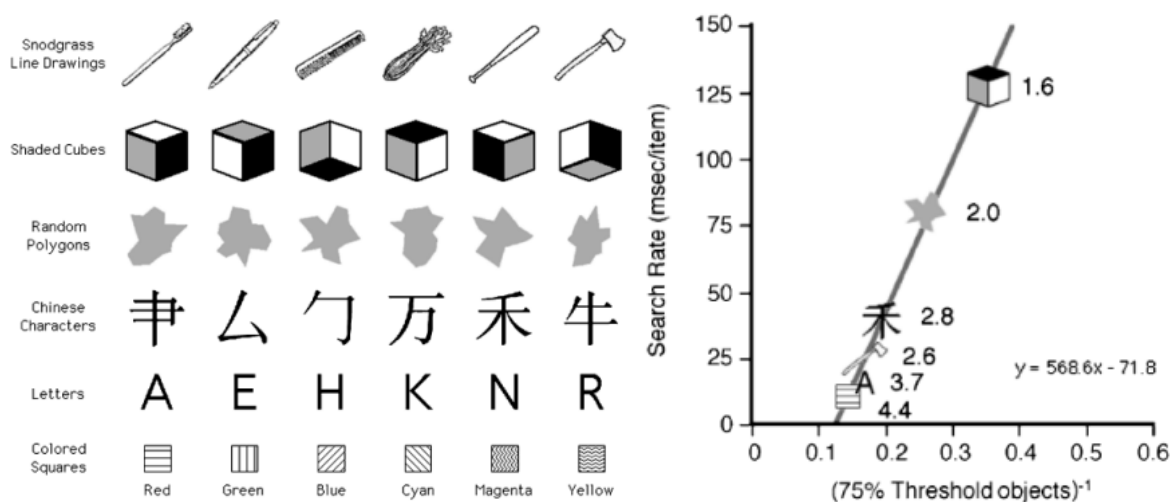 Snodgrass
Line Drawings
Shaded Cubes
Random
Polygons
Chinese
Characters
厶 勹 万 禾 牛
Letters
A E H K N R
Colored
Squares
Red Green Blue Cyan Magenta Yellow
Search Rate (msec/item)
150
125
150
75
50
25
0
1.6
2.0
禾 2.8
2.6
A 3.7
4.4
y = 568.6x - 71.8
0 0.1 0.2 0.3 0.4 0.5 0.6
(75% Threshold objects)⁻¹